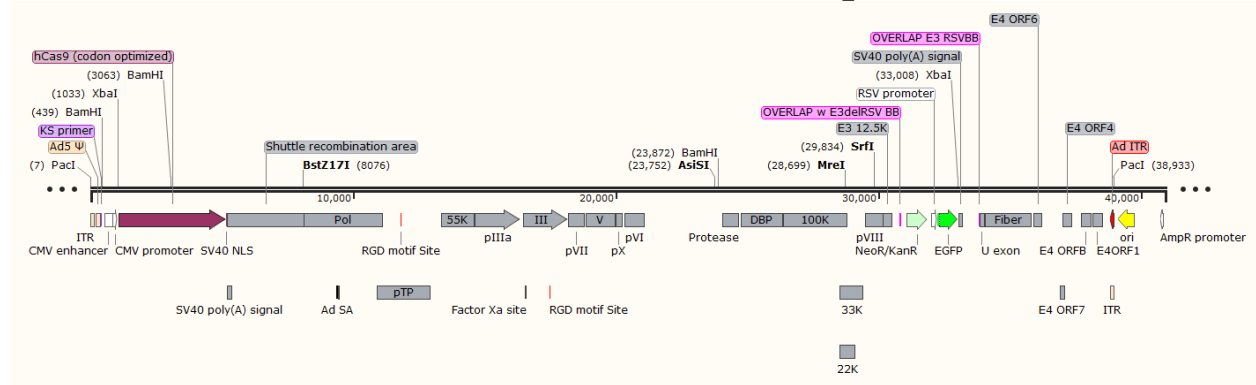 E4 ORF6
OVERLAP E3 RSVBB
hCas9 (codon optimized)
SV40 poly(A) signal
(3063) BamHI
(33,008) XbaI
(1033) XbaI
RSV promoter
(439) BamHI
OVERLAP w E3delRSV BB
KS primer
E3 12.5K
E4 ORF4
Ad5 Ψ
Shuttle recombination area
(23,872) BamHI
(29,834) SrfI
Ad ITR
(7) PacI
BstZ17I (8076)
(23,752) AsiSI
(28,699) MreI
PacI (38,933)
10,000
20,000
30,000
40,000
Pol
55K
III
V
DBP
100K
Fiber
ITR
pIIIa
pVI
Protease
pVIII
ori
AmpR promoter
CMV enhancer
CMV promoter
SV40 NLS
RGD motif Site
pVII
pX
NeoR/KanR
EGFP
U exon
E4 ORFB
E4ORF1
pTP
SV40 poly(A) signal
Ad SA
Factor Xa site
RGD motif Site
33K
E4 ORF7
ITR
22K